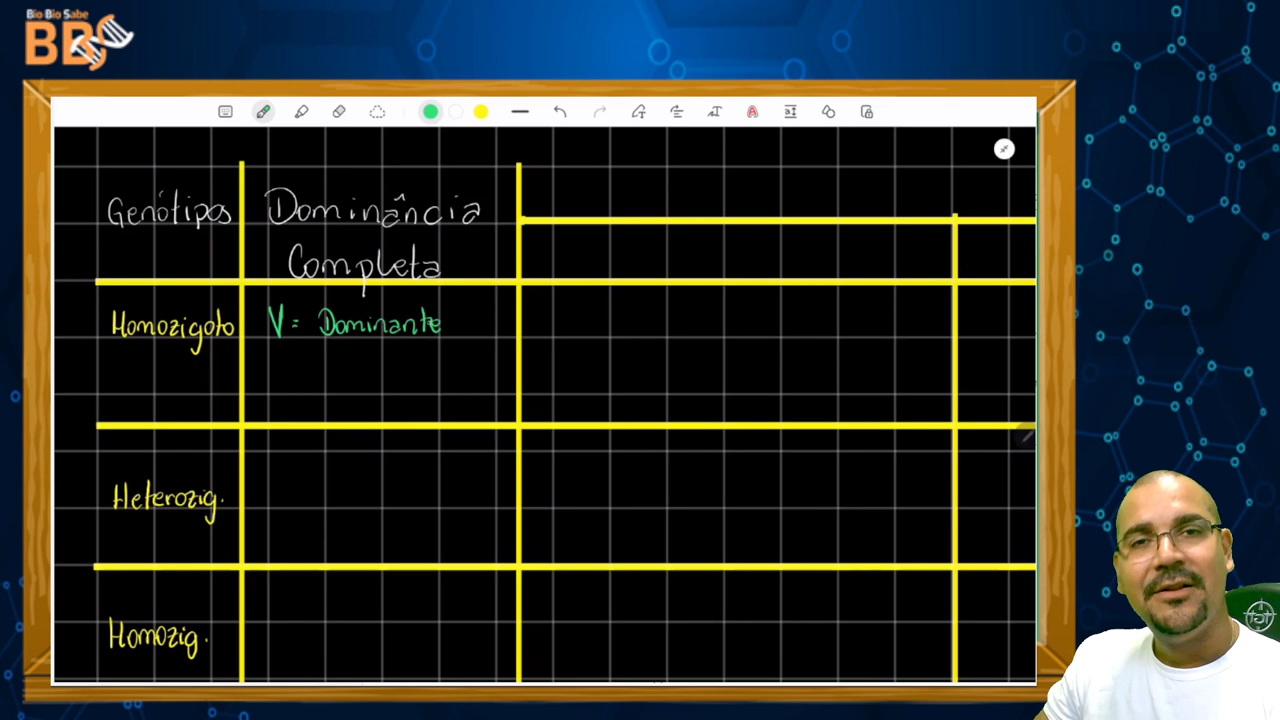 Bio Bio Sabe
BBS
Genótipos
Dominância
Completa
Homozigoto
V = Dominante
Heterozig.
Homozig.